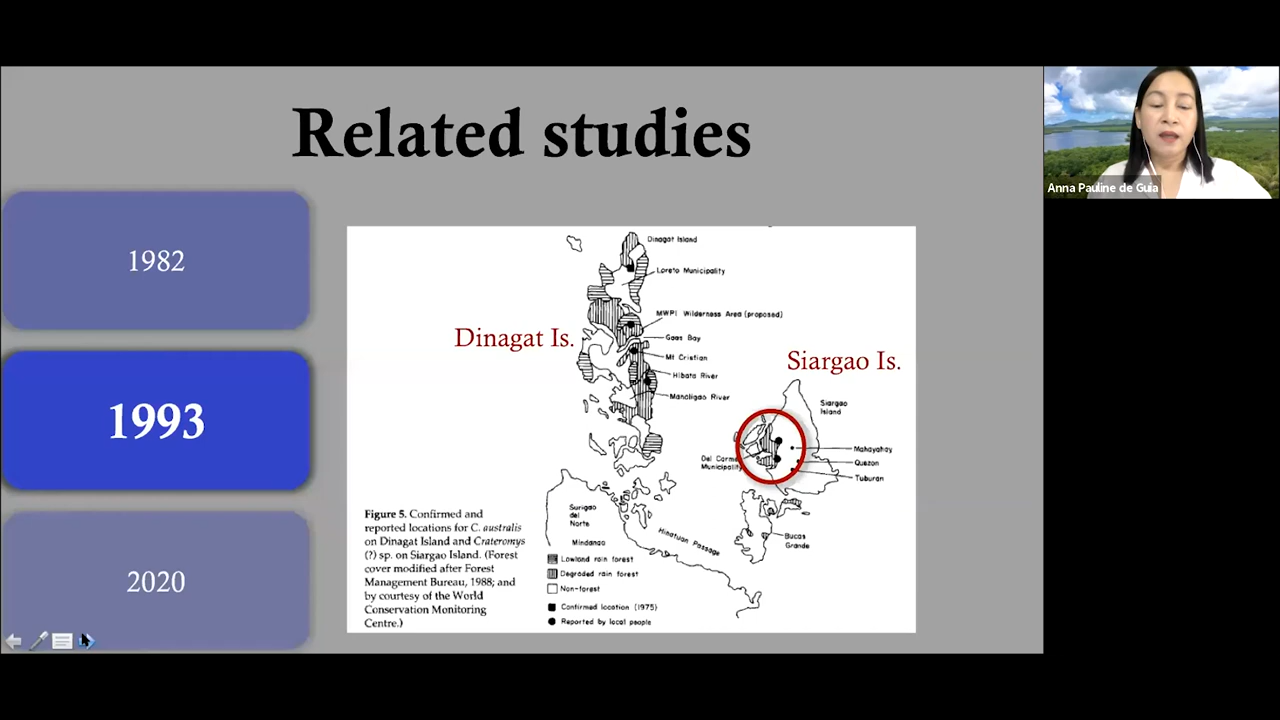 Related studies
1982
1993
2020
Dinagat Is.
Siargao Is.
Dinagat Island
Loreto Municipality
MWPI Wilderness Area (proposed)
Gaas Bay
Mt Cristian
Hibata River
Manoligao River
Siargao
Island
Mahayahay
Quezon
Tuburan
Del Carme
Municipality
Surigao
del
Norte
Mindanao
Hinatuan Passage
Bucas
Grande
Figure 5. Confirmed and
reported locations for C. australis
on Dinagat Island and Crateromys
(?) sp. on Siargao Island. (Forest
cover modified after Forest
Management Bureau, 1988; and
by courtesy of the World
Conservation Monitoring
Centre.)
Lowland rain forest
Degraded rain forest
Non-forest
Confirmed location (1975)
Reported by local people
Anna Pauline de Guia